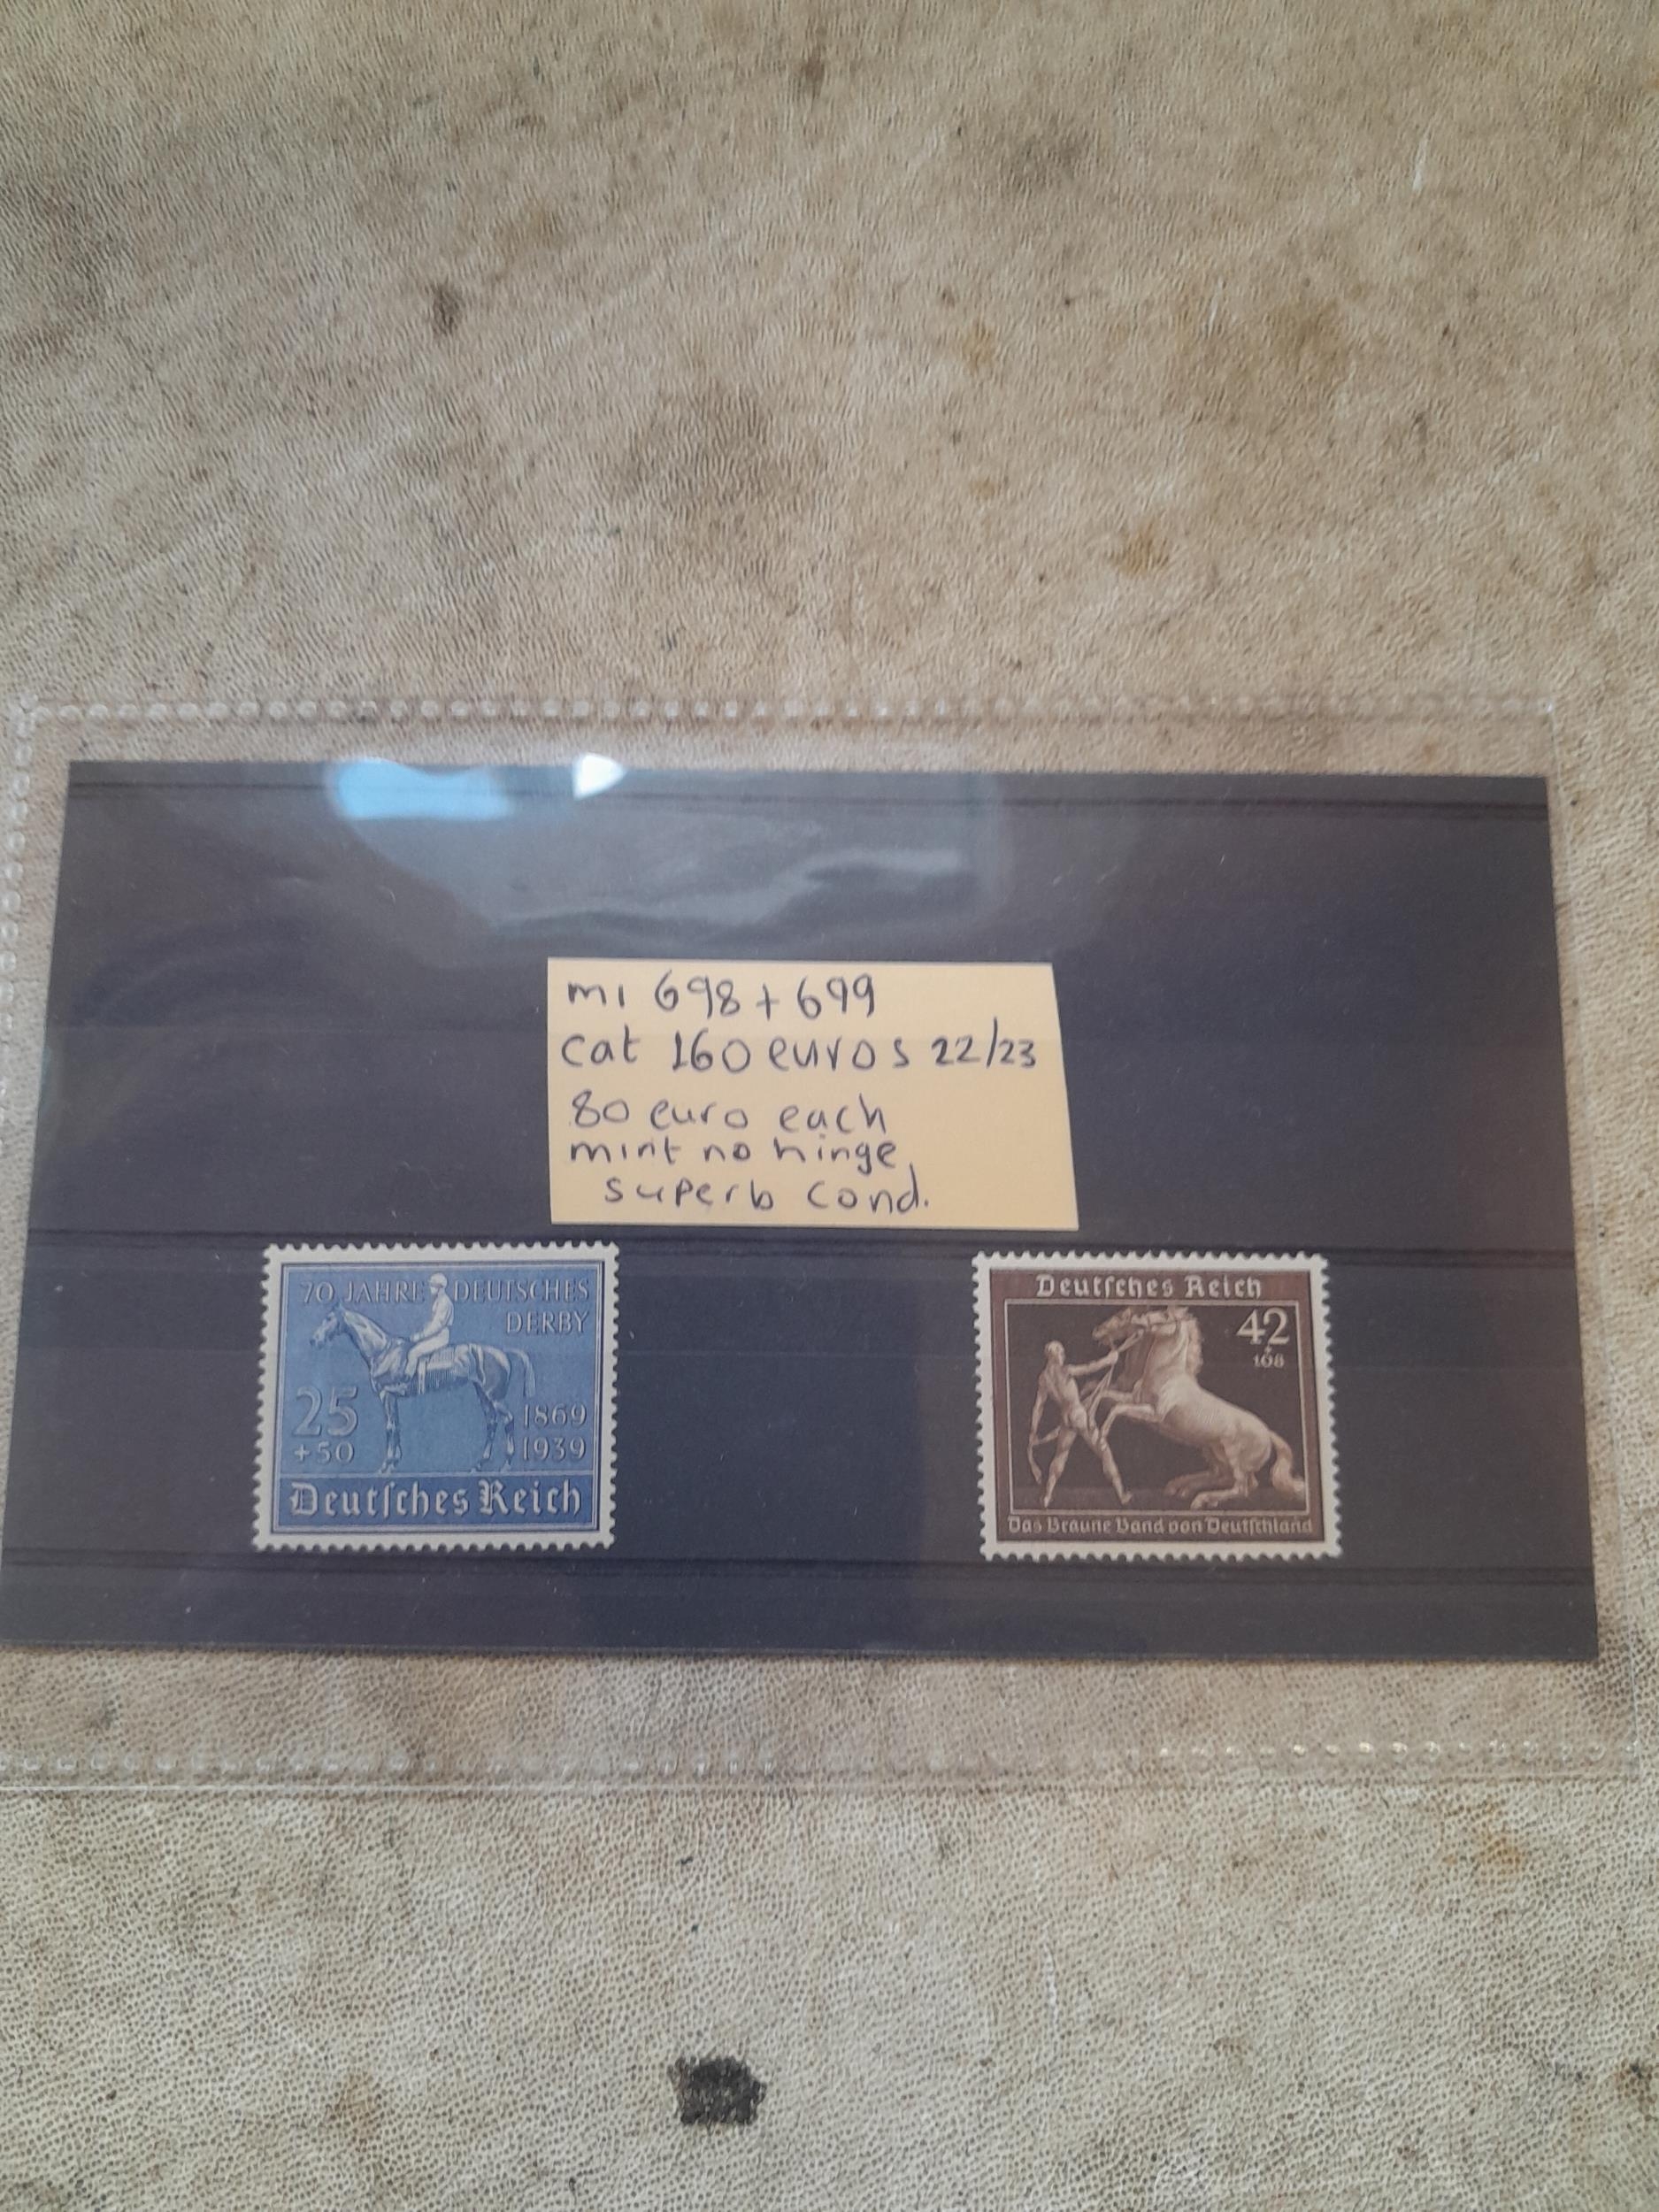 mi 698 + 699
cat 160 euros 22/23
80 euro each
mint no hinge
superb cond.
70 JAHRE DEUTSCHES
DERBY
25
+50
1869
1939
Deutſches Reich
Deutſches Reich
42
+
108
Das Braune Band von Deutſchland